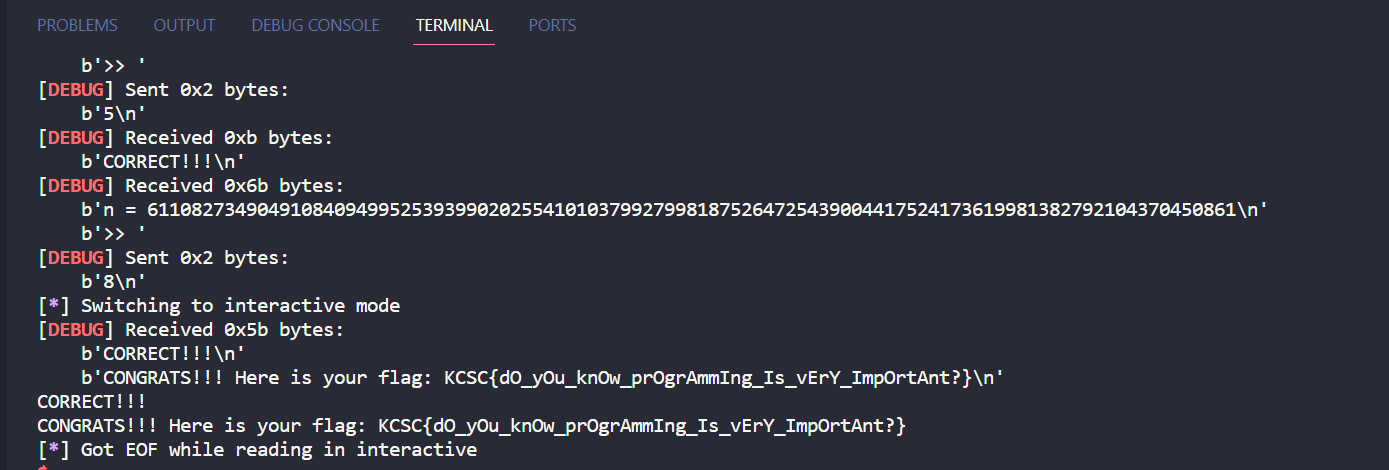 PROBLEMS OUTPUT DEBUG CONSOLE TERMINAL PORTS
b'>> '
[DEBUG] Sent 0x2 bytes:
b'5\n'
[DEBUG] Received 0xb bytes:
b'CORRECT!!!\n'
[DEBUG] Received 0x6b bytes:
b'n = 6110827349049108409499525393990202554101037992799818752647254390044175241736199813827921043704508​61\n'
b'>> '
[DEBUG] Sent 0x2 bytes:
b'8\n'
[*] Switching to interactive mode
[DEBUG] Received 0x5b bytes:
b'CORRECT!!!\n'
b'CONGRATS!!! Here is your flag: KCSC{dO_yOu_knOw_prOgrAmmIng_Is_vErY_ImpOrtAnt?}\n'
CORRECT!!!
CONGRATS!!! Here is your flag: KCSC{dO_yOu_knOw_prOgrAmmIng_Is_vErY_ImpOrtAnt?}
[*] Got EOF while reading in interactive
$